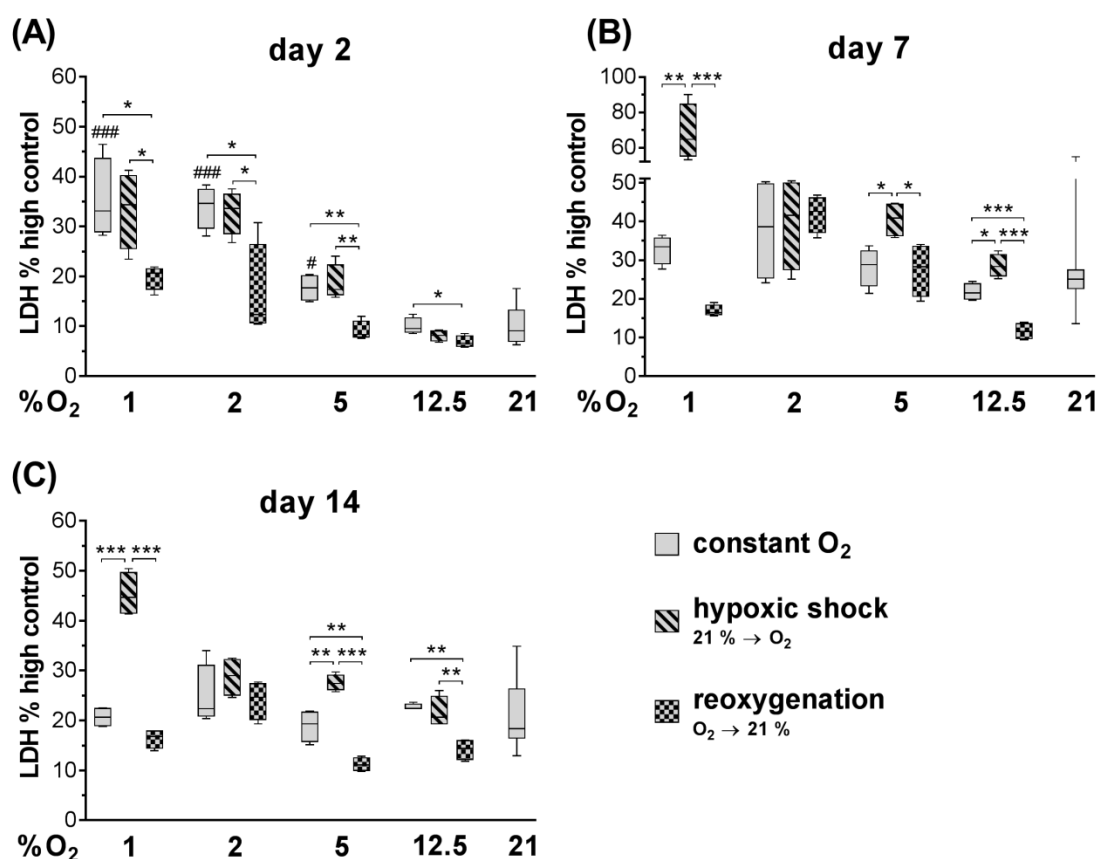 (A)
day 2
LDH % high control
60
50
40
30
20
10
0
###
*
*
###
*
*
#
**
**
*
%O₂ 1 2 5 12.5 21
(B)
day 7
LDH % high control
100
80
60
50
40
30
20
10
0
** ***
* *
***
* ***
%O₂ 1 2 5 12.5 21
(C)
day 14
LDH % high control
60
50
40
30
20
10
0
*** ***
**
** ***
**
**
%O₂ 1 2 5 12.5 21
constant O₂
hypoxic shock
21 % → O₂
reoxygenation
O₂ → 21 %